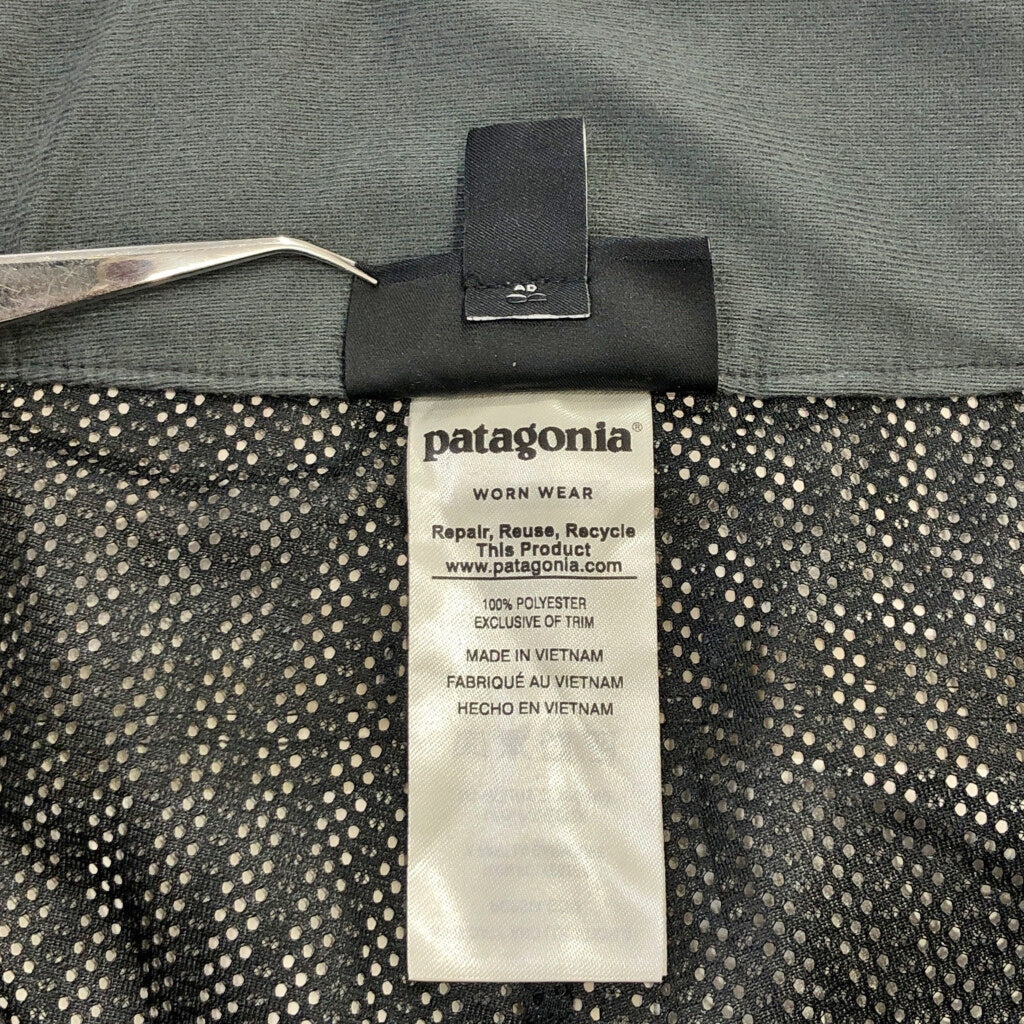 patagonia®
WORN WEAR
Repair, Reuse, Recycle
This Product
www.patagonia.com
100% POLYESTER
EXCLUSIVE OF TRIM
MADE IN VIETNAM
FABRIQUÉ AU VIETNAM
HECHO EN VIETNAM